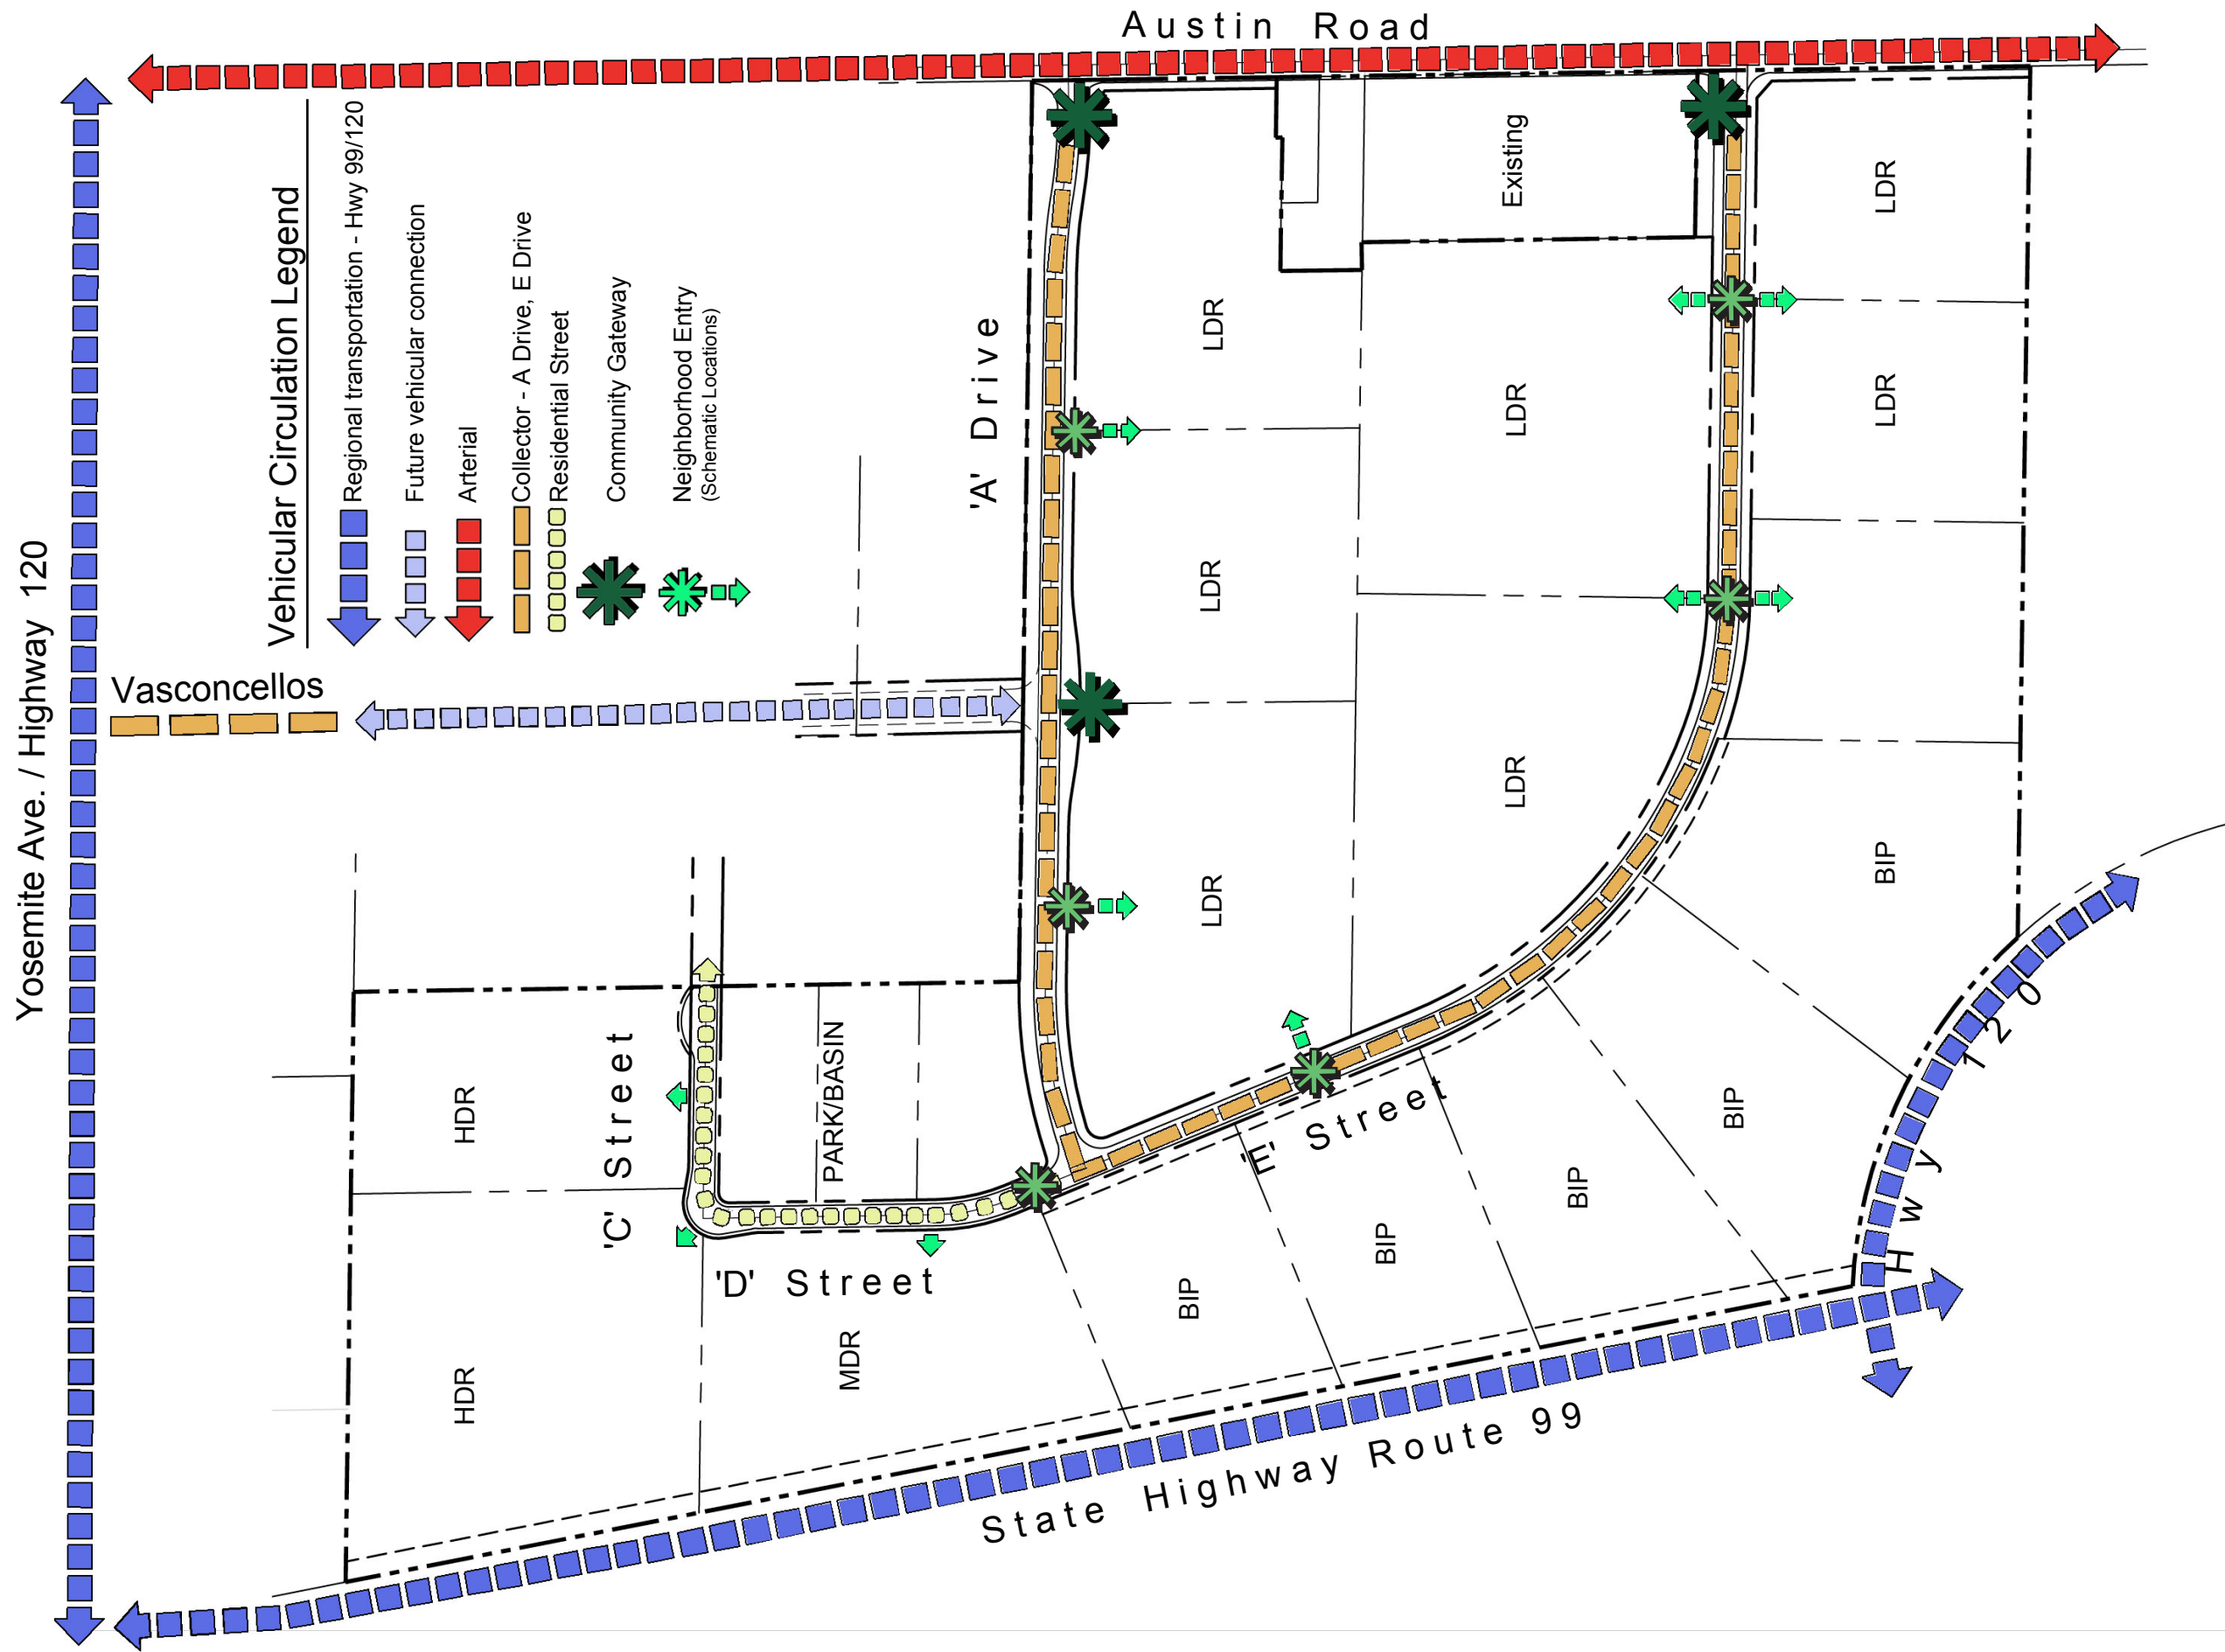 Austin Road
Yosemite Ave. / Highway 120
Vehicular Circulation Legend
Regional transportation - Hwy 99/120
Future vehicular connection
Arterial
Collector - A Drive, E Drive
Residential Street
Community Gateway
Neighborhood Entry
(Schematic Locations)
Vasconcellos
'A' Drive
Existing
LDR
LDR
LDR
LDR
LDR
LDR
LDR
LDR
BIP
HDR
'C' Street
PARK/BASIN
'E' Street
BIP
BIP
BIP
BIP
Hwy 120
'D' Street
HDR
MDR
State Highway Route 99